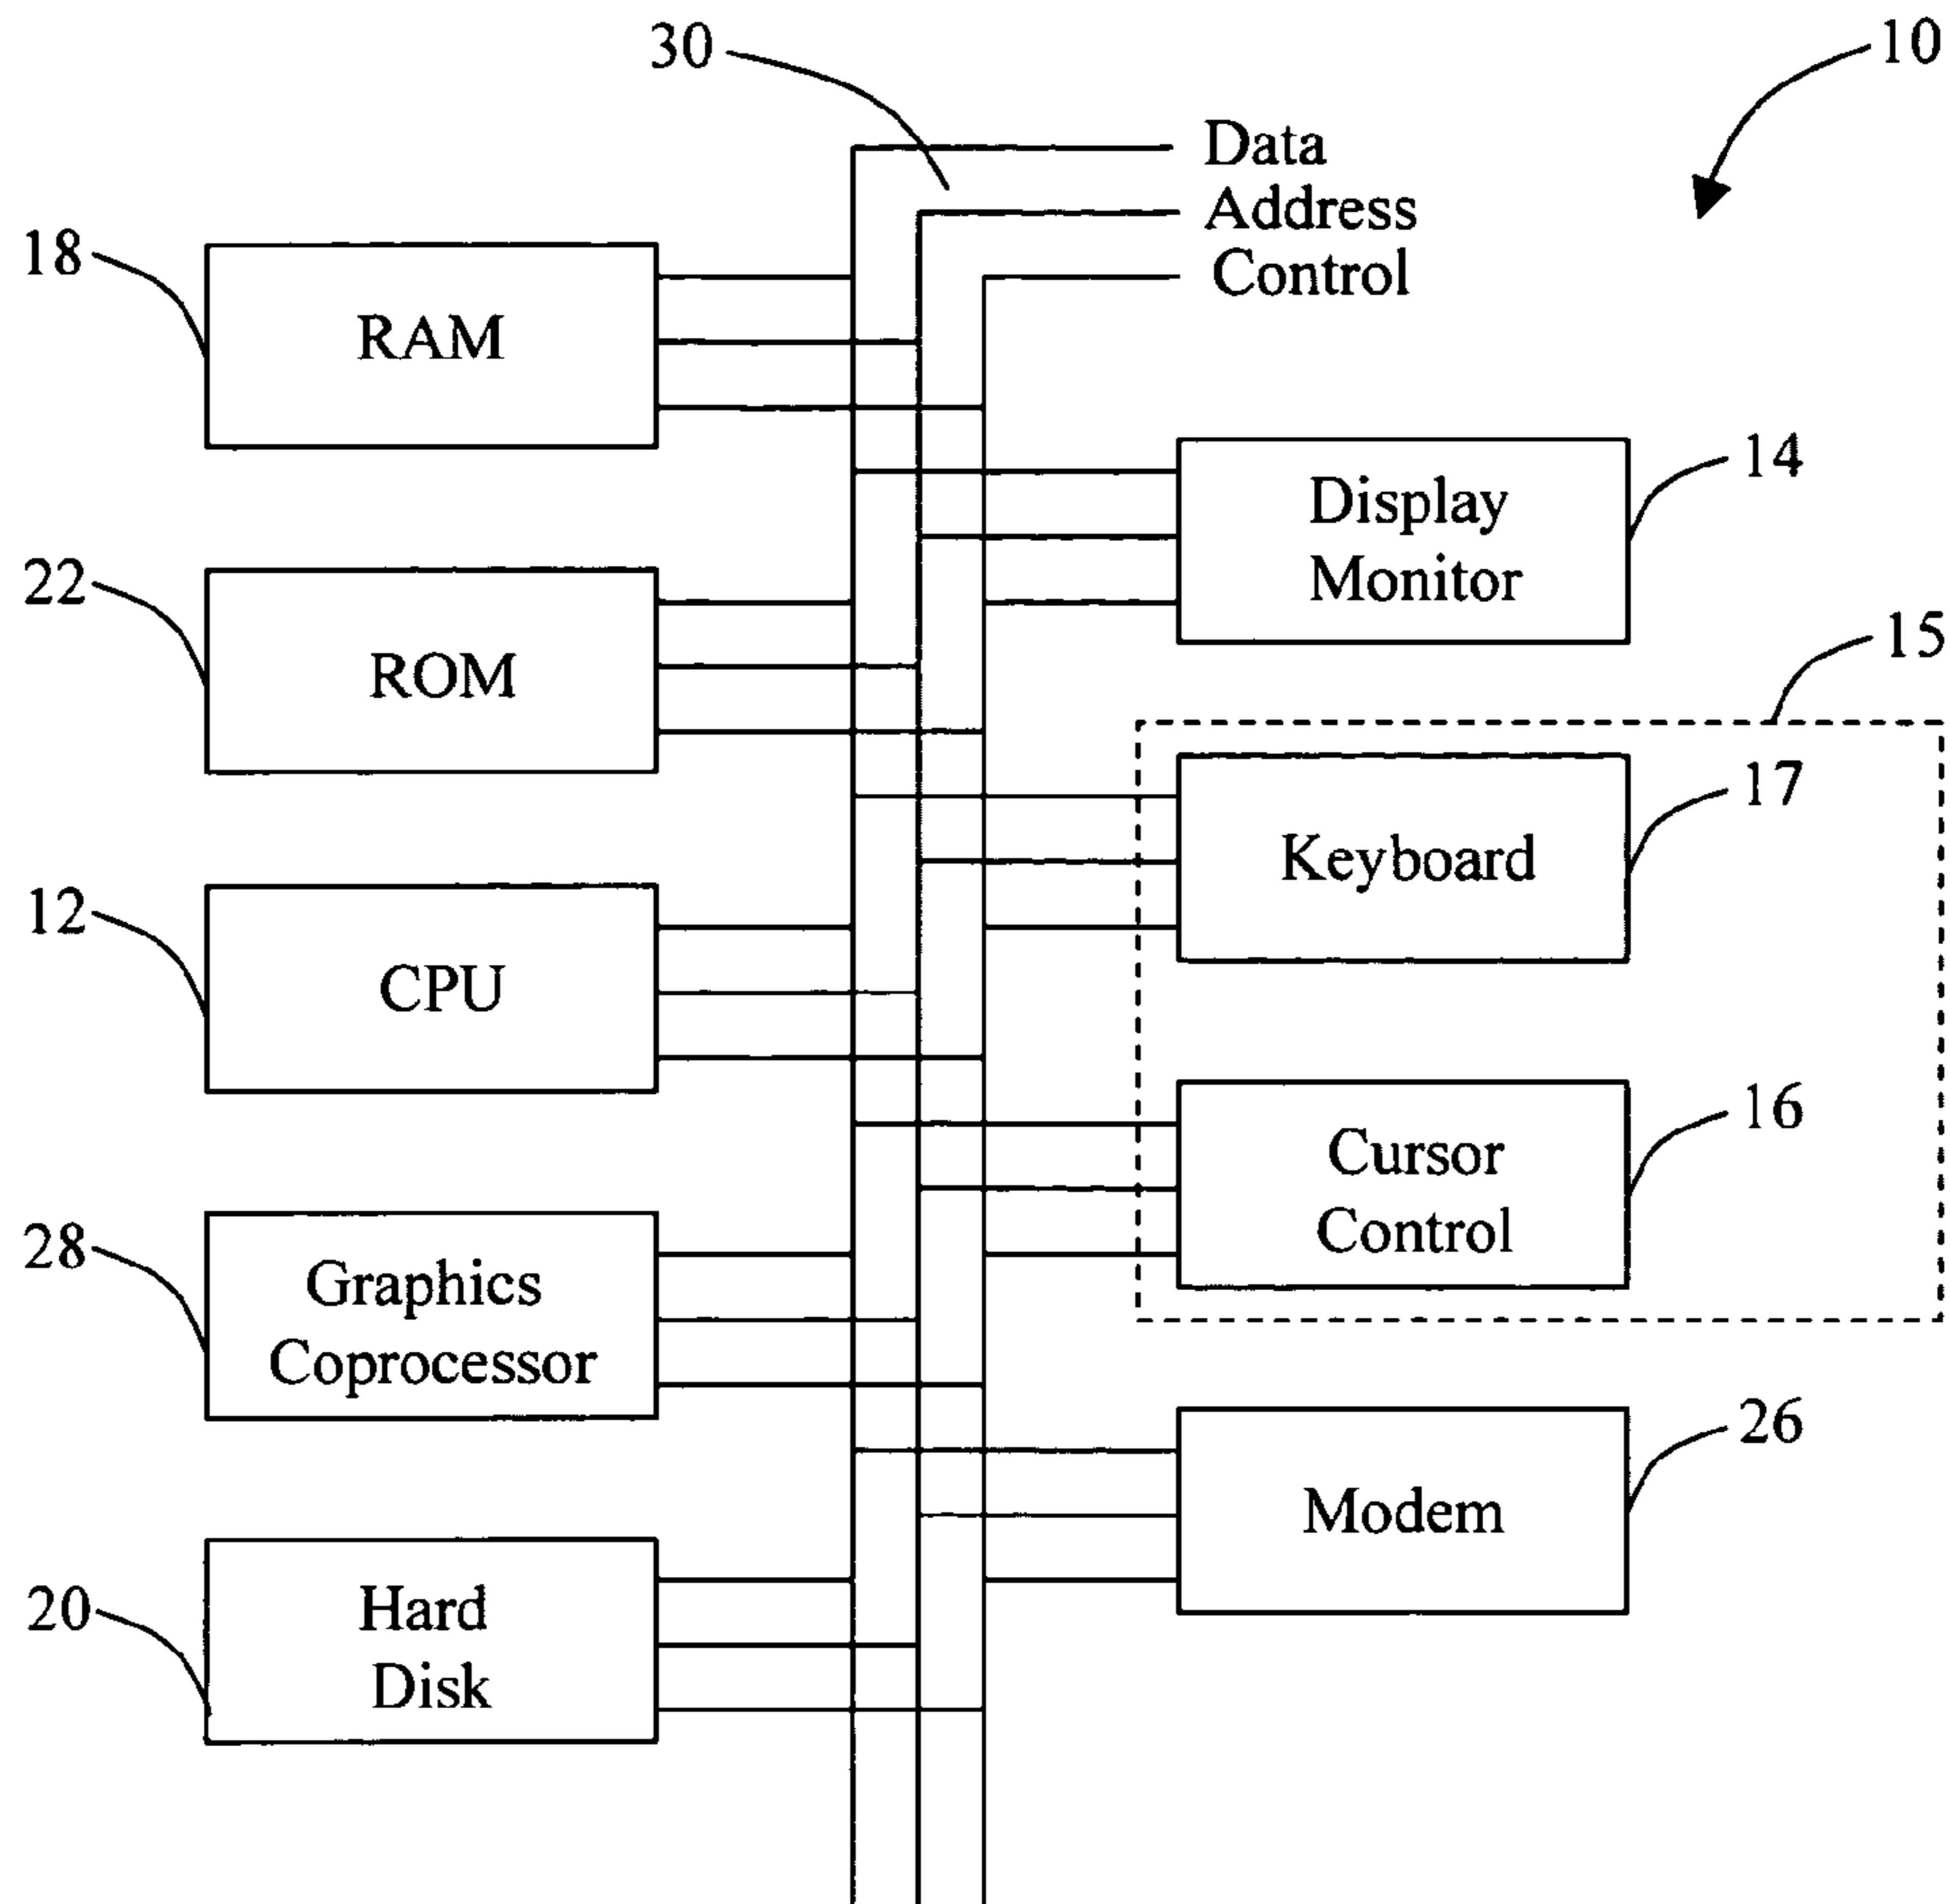 30
10
Data
Address
Control
18
RAM
14
Display
Monitor
22
ROM
15
17
Keyboard
12
CPU
16
Cursor
Control
28
Graphics
Coprocessor
26
Modem
20
Hard
Disk